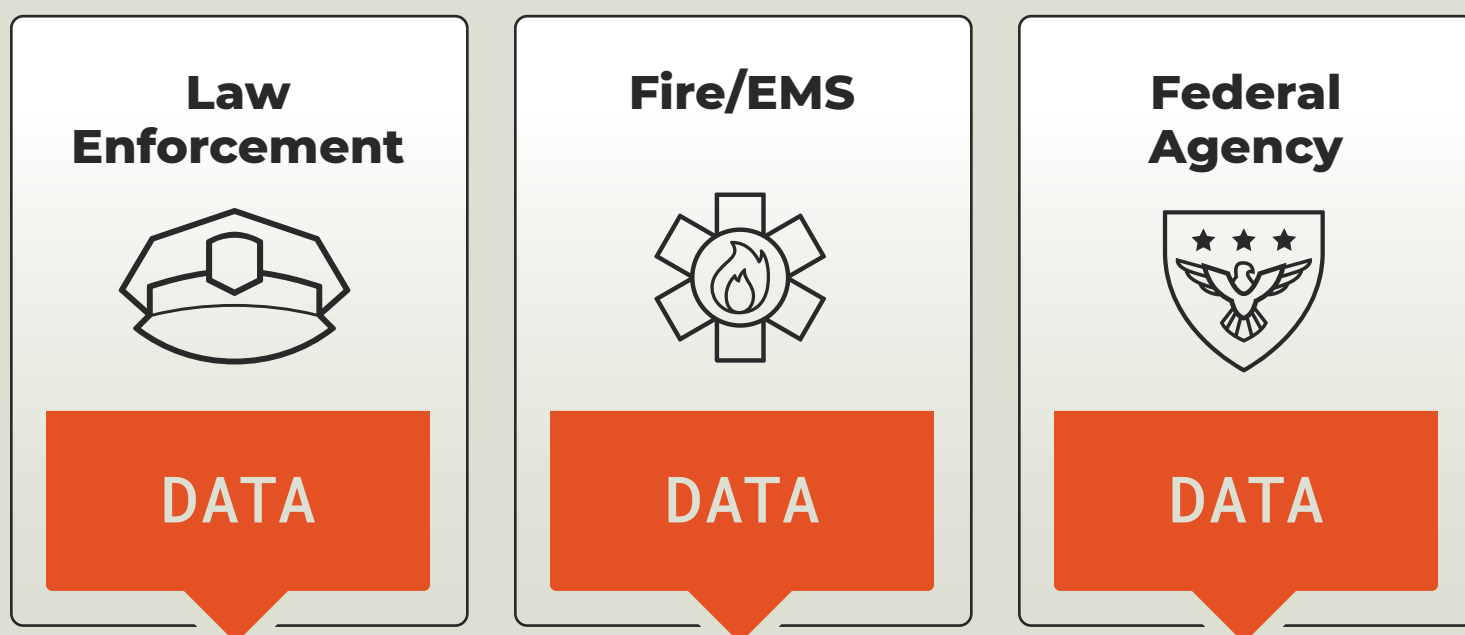 Law
Enforcement
DATA
Fire/EMS
DATA
Federal
Agency
DATA